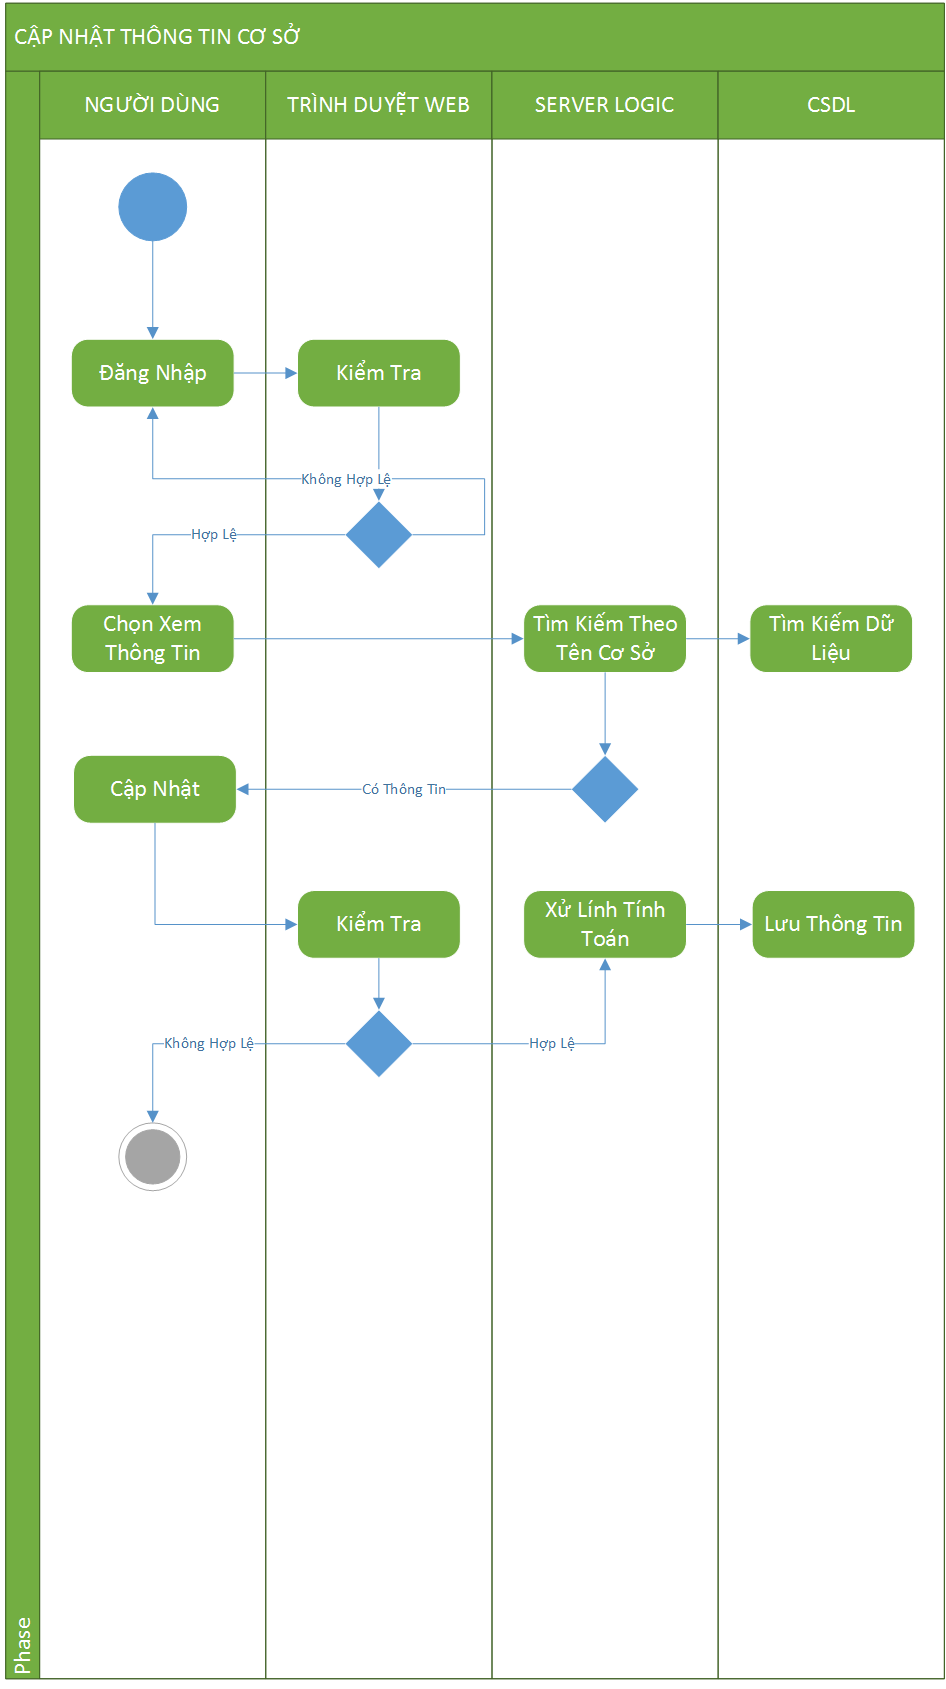 CẬP NHẬT THÔNG TIN CƠ SỞ
NGƯỜI DÙNG
TRÌNH DUYỆT WEB
SERVER LOGIC
CSDL
Đăng Nhập
Kiểm Tra
Không Hợp Lệ
Hợp Lệ
Chọn Xem
Thông Tin
Tìm Kiếm Theo
Tên Cơ Sở
Tìm Kiếm Dữ
Liệu
Cập Nhật
Có Thông Tin
Kiểm Tra
Xử Lính Tính
Toán
Lưu Thông Tin
Không Hợp Lệ
Hợp Lệ
Phase